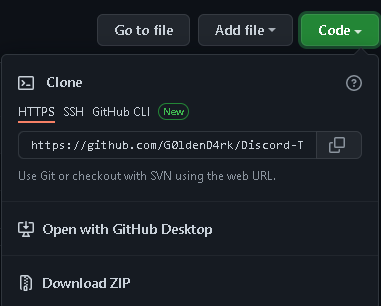 Go to file Add file Code
Clone
HTTPS SSH GitHub CLI New
https://github.com/G0ldenD4rk/Discord-T
Use Git or checkout with SVN using the web URL.
Open with GitHub Desktop
Download ZIP